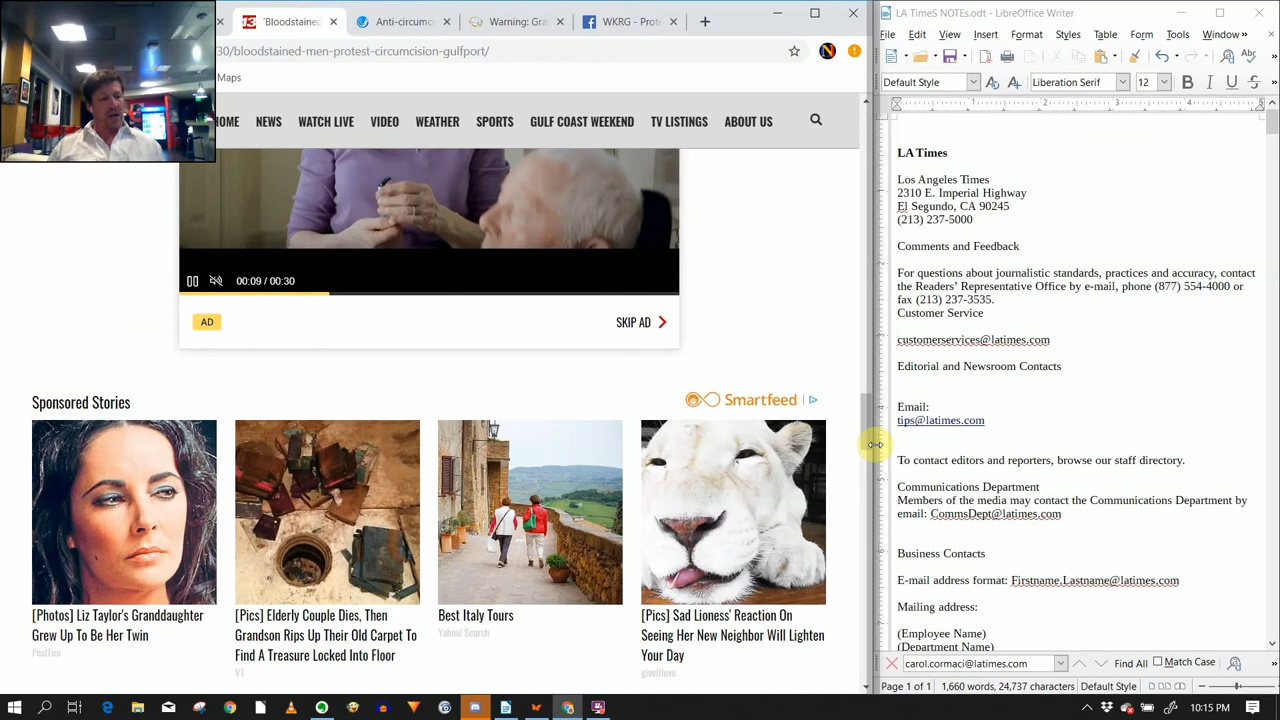 13 'Bloodstained
Anti-circumci
Warning: Gra
WKRG - Prote
30/bloodstained-men-protest-circumcision-gulfport/
Maps
HOME NEWS WATCH LIVE VIDEO WEATHER SPORTS GULF COAST WEEKEND TV LISTINGS ABOUT US
00:09 / 00:30
AD
SKIP AD
Sponsored Stories
Smartfeed
[Photos] Liz Taylor's Granddaughter
Grew Up To Be Her Twin
PostFun
[Pics] Elderly Couple Dies, Then
Grandson Rips Up Their Old Carpet To
Find A Treasure Locked Into Floor
VT
Best Italy Tours
Yahoo! Search
[Pics] Sad Lioness' Reaction On
Seeing Her New Neighbor Will Lighten
Your Day
giveitlove
LA TimeS NOTEs.odt - LibreOffice Writer
File Edit View Insert Format Styles Table Form Tools Window
Default Style Liberation Serif 12 B I U S
LA Times
Los Angeles Times
2310 E. Imperial Highway
El Segundo, CA 90245
(213) 237-5000
Comments and Feedback
For questions about journalistic standards, practices and accuracy, contact
the Readers' Representative Office by e-mail, phone (877) 554-4000 or
fax (213) 237-3535.
Customer Service
customerservices@latimes.com
Editorial and Newsroom Contacts
Email:
tips@latimes.com
To contact editors and reporters, browse our staff directory.
Communications Department
Members of the media may contact the Communications Department by
email: CommsDept@latimes.com
Business Contacts
E-mail address format: Firstname.Lastname@latimes.com
Mailing address:
(Employee Name)
(Department Name)
carol.cormaci@latimes.com Find All Match Case
Page 1 of 1 1,660 words, 24,737 characters Default Style
10:15 PM